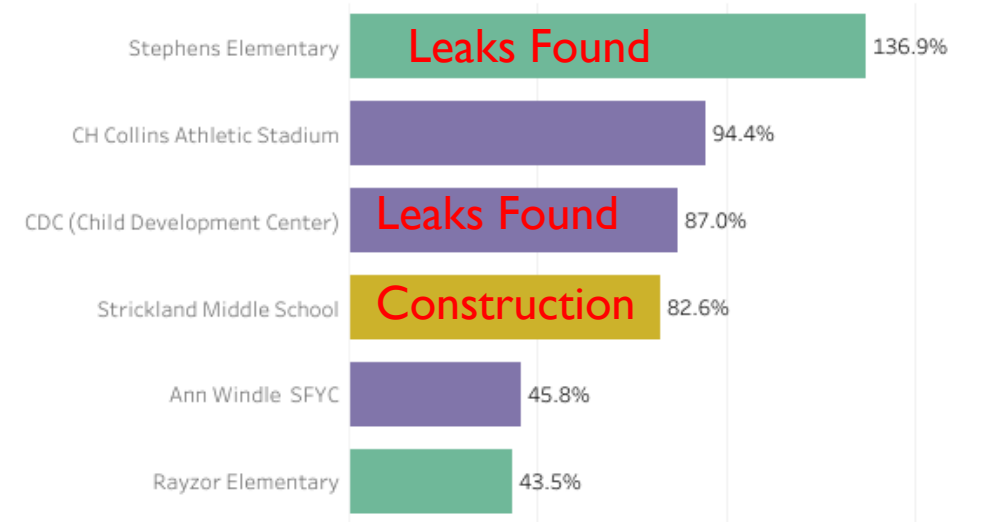 Stephens Elementary Leaks Found 136.9%
CH Collins Athletic Stadium 94.4%
CDC (Child Development Center) Leaks Found 87.0%
Strickland Middle School Construction 82.6%
Ann Windle SFYC 45.8%
Rayzor Elementary 43.5%